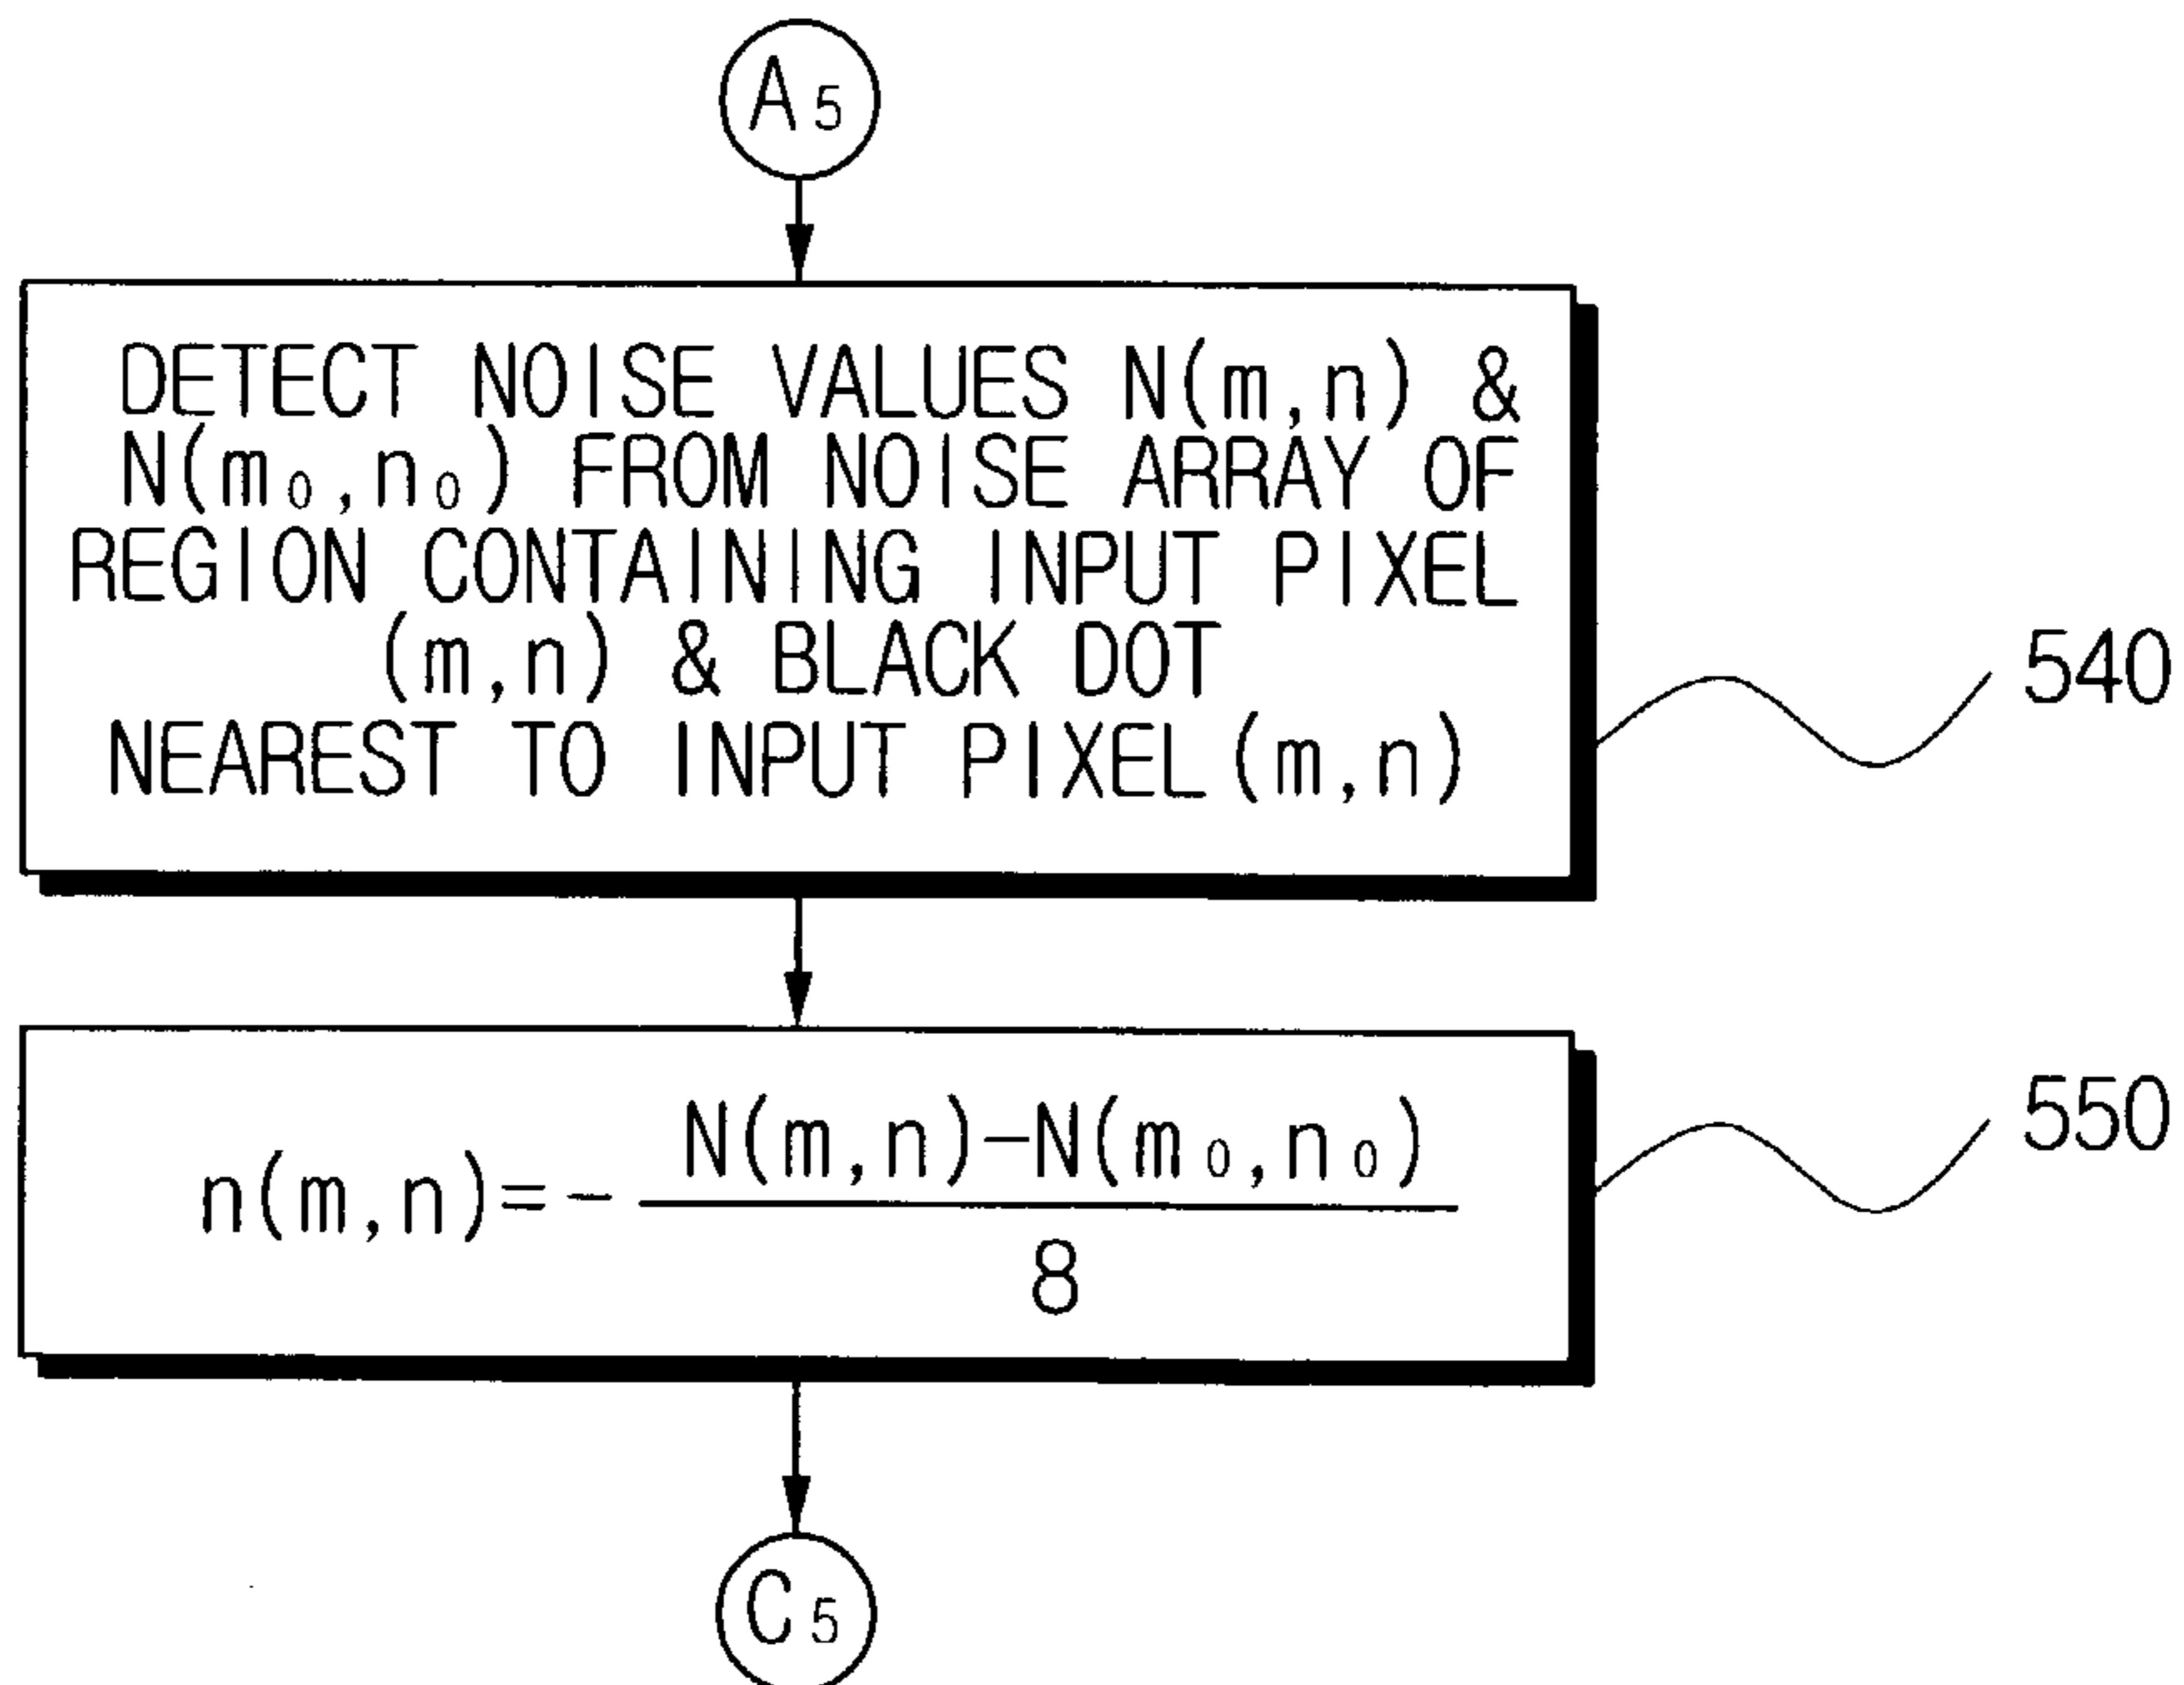 A₅
DETECT NOISE VALUES N(m,n) &
N(m₀,n₀) FROM NOISE ARRAY OF
REGION CONTAINING INPUT PIXEL
(m,n) & BLACK DOT
NEAREST TO INPUT PIXEL(m,n)
540
n(m,n)=- N(m,n)-N(m₀,n₀)
8
550
C₅